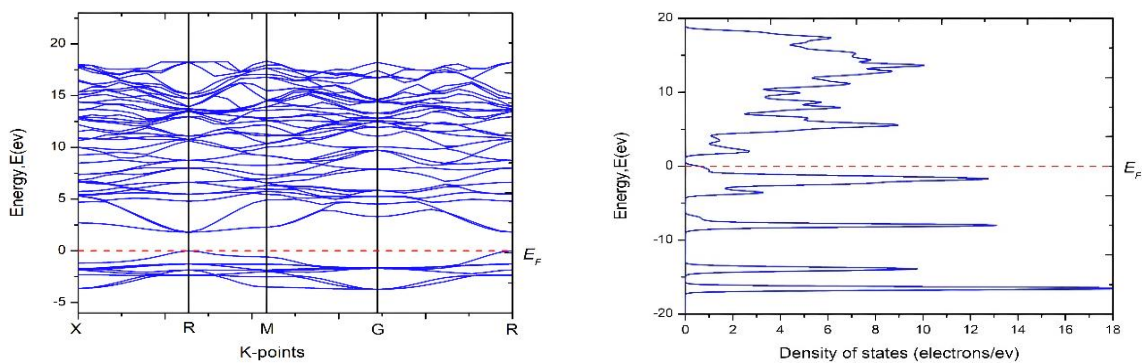 20
15
10
5
0
-5
Energy,E(ev)
X
R
M
G
R
K-points
E_F
20
10
0
-10
-20
Energy,E(ev)
0
2
4
6
8
10
12
14
16
18
Density of states (electrons/ev)
E_F